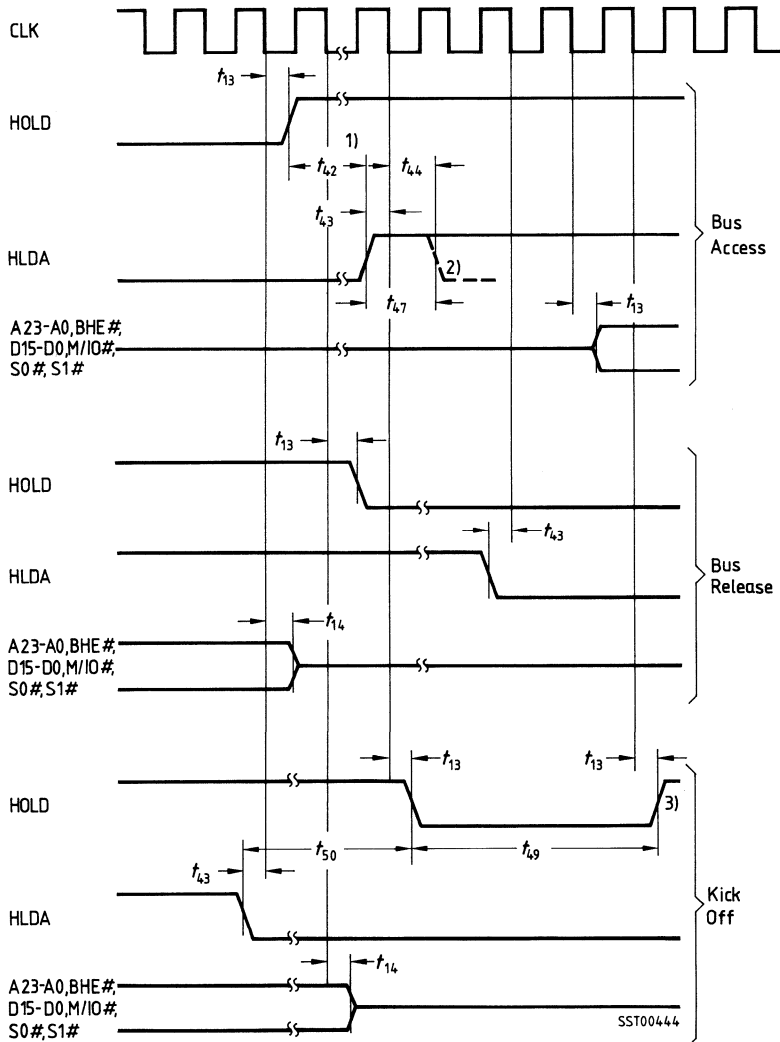 CLK
t13
HOLD
1)
t42
t44
t43
HLDA
2)
t47
Bus
Access
A23-A0,BHE#,
D15-D0,M/IO#,
S0#,S1#
t13
t13
HOLD
t43
HLDA
Bus
Release
t14
A23-A0,BHE#,
D15-D0,M/IO#,
S0#,S1#
t13
t13
HOLD
3)
t50
t49
t43
HLDA
Kick
Off
t14
A23-A0,BHE#,
D15-D0,M/IO#,
S0#,S1#
SST00444